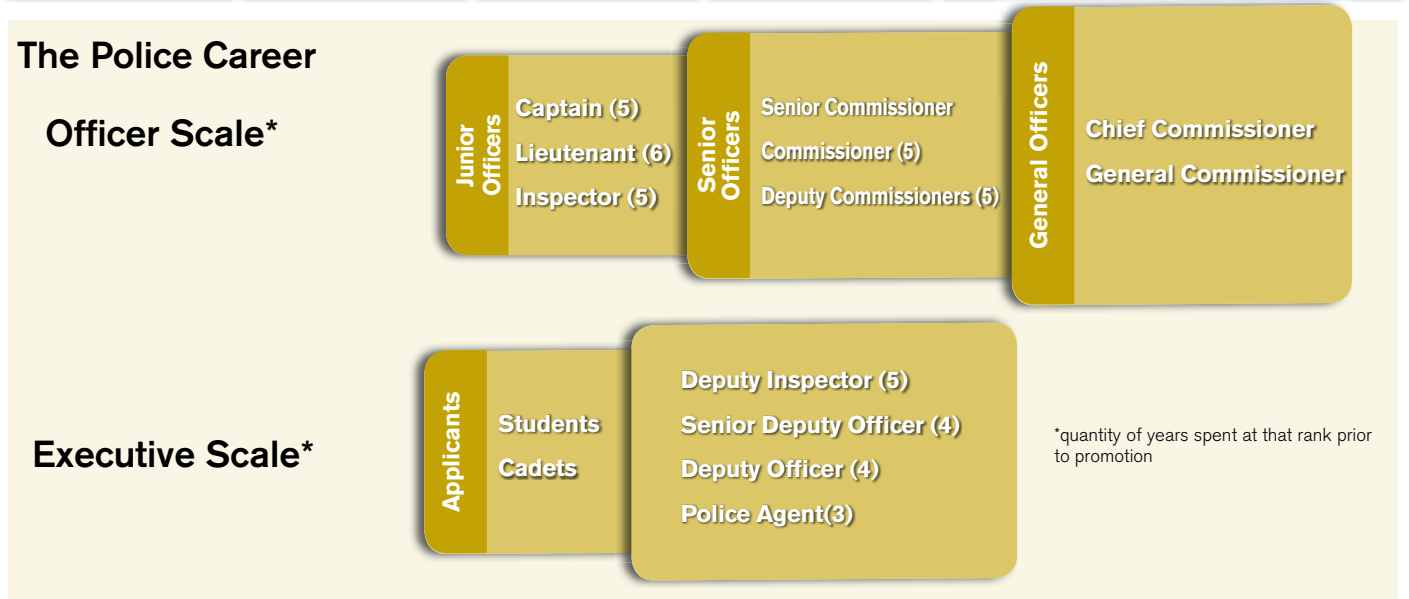 The Police Career
Officer Scale*
Junior
Officers
Captain (5)
Lieutenant (6)
Inspector (5)
Senior
Officers
Senior Commissioner
Commissioner (5)
Deputy Commissioners (5)
General Officers
Chief Commissioner
General Commissioner
Executive Scale*
Applicants
Students
Cadets
Deputy Inspector (5)
Senior Deputy Officer (4)
Deputy Officer (4)
Police Agent(3)
*quantity of years spent at that rank prior
to promotion